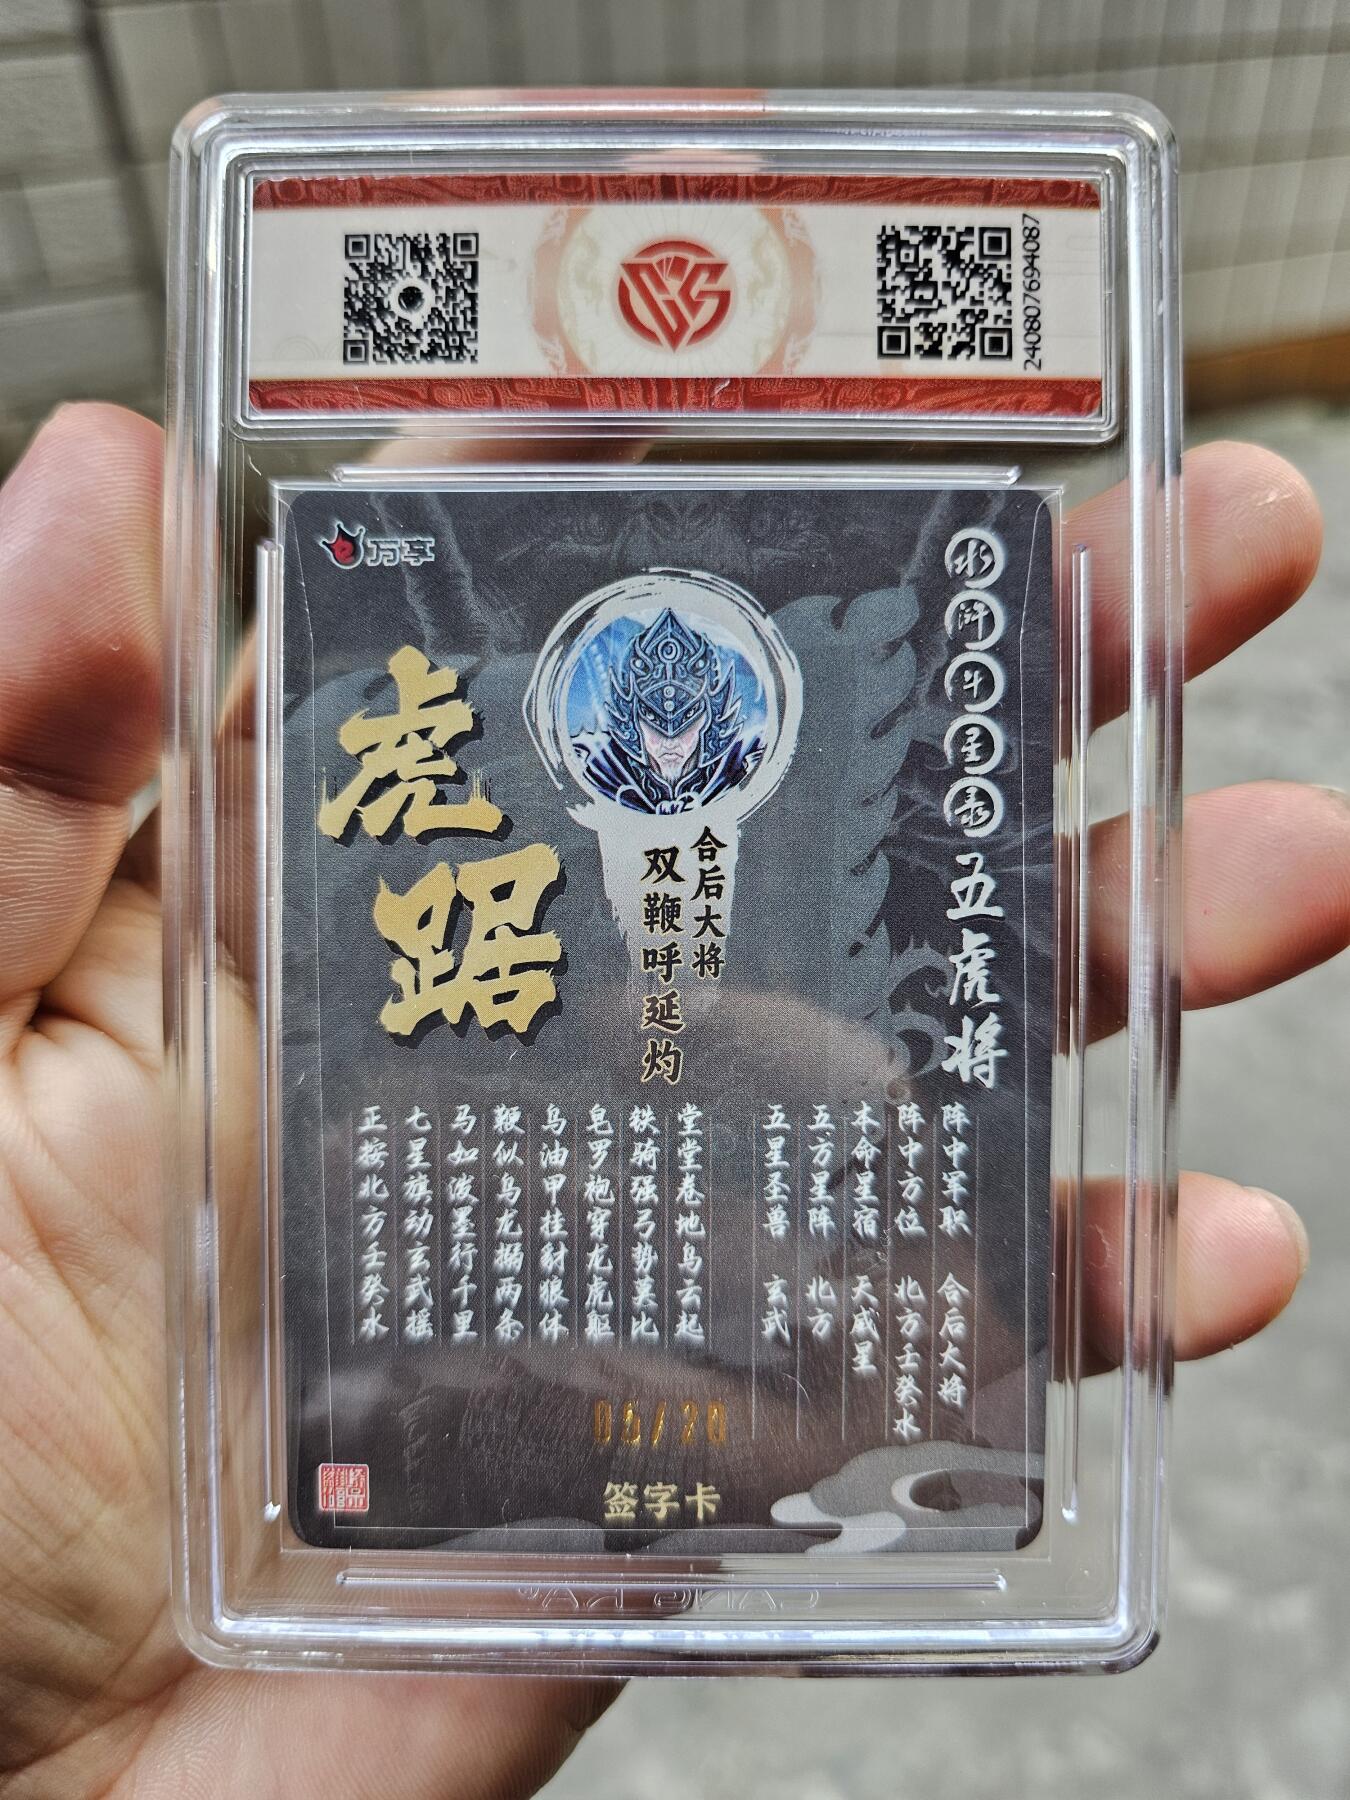 240807694087
万享
水浒斗星录
五虎将
虎踞
合后大将
双鞭呼延灼
阵中军职 合后大将
阵中方位 北方壬癸水
本命星宿 天威星
五方星阵 北方
五星圣兽 玄武
堂堂卷地乌云起
铁骑强弓势莫比
皂罗袍穿龙虎躯
乌油甲挂豺狼体
鞭似乌龙搦两条
马如泼墨行千里
七星旗动玄武摇
正按北方壬癸水
05/20
签字卡